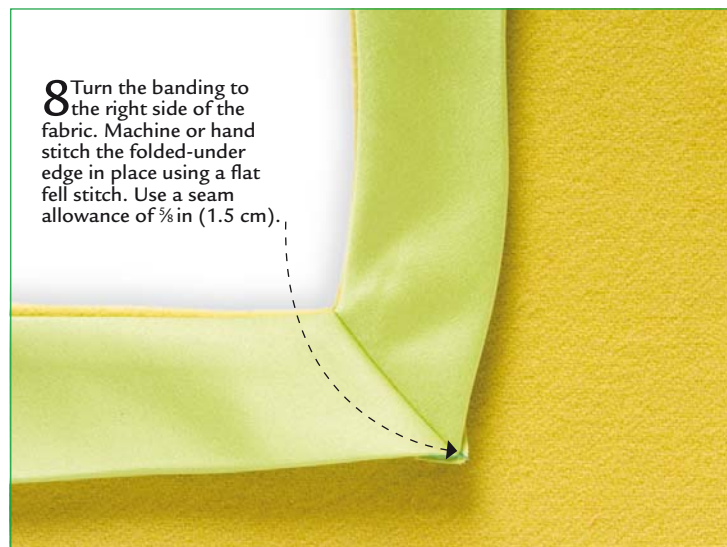 8 Turn the banding to
the right side of the
fabric. Machine or hand
stitch the folded-under
edge in place using a flat
fell stitch. Use a seam
allowance of ⅝ in (1.5 cm).